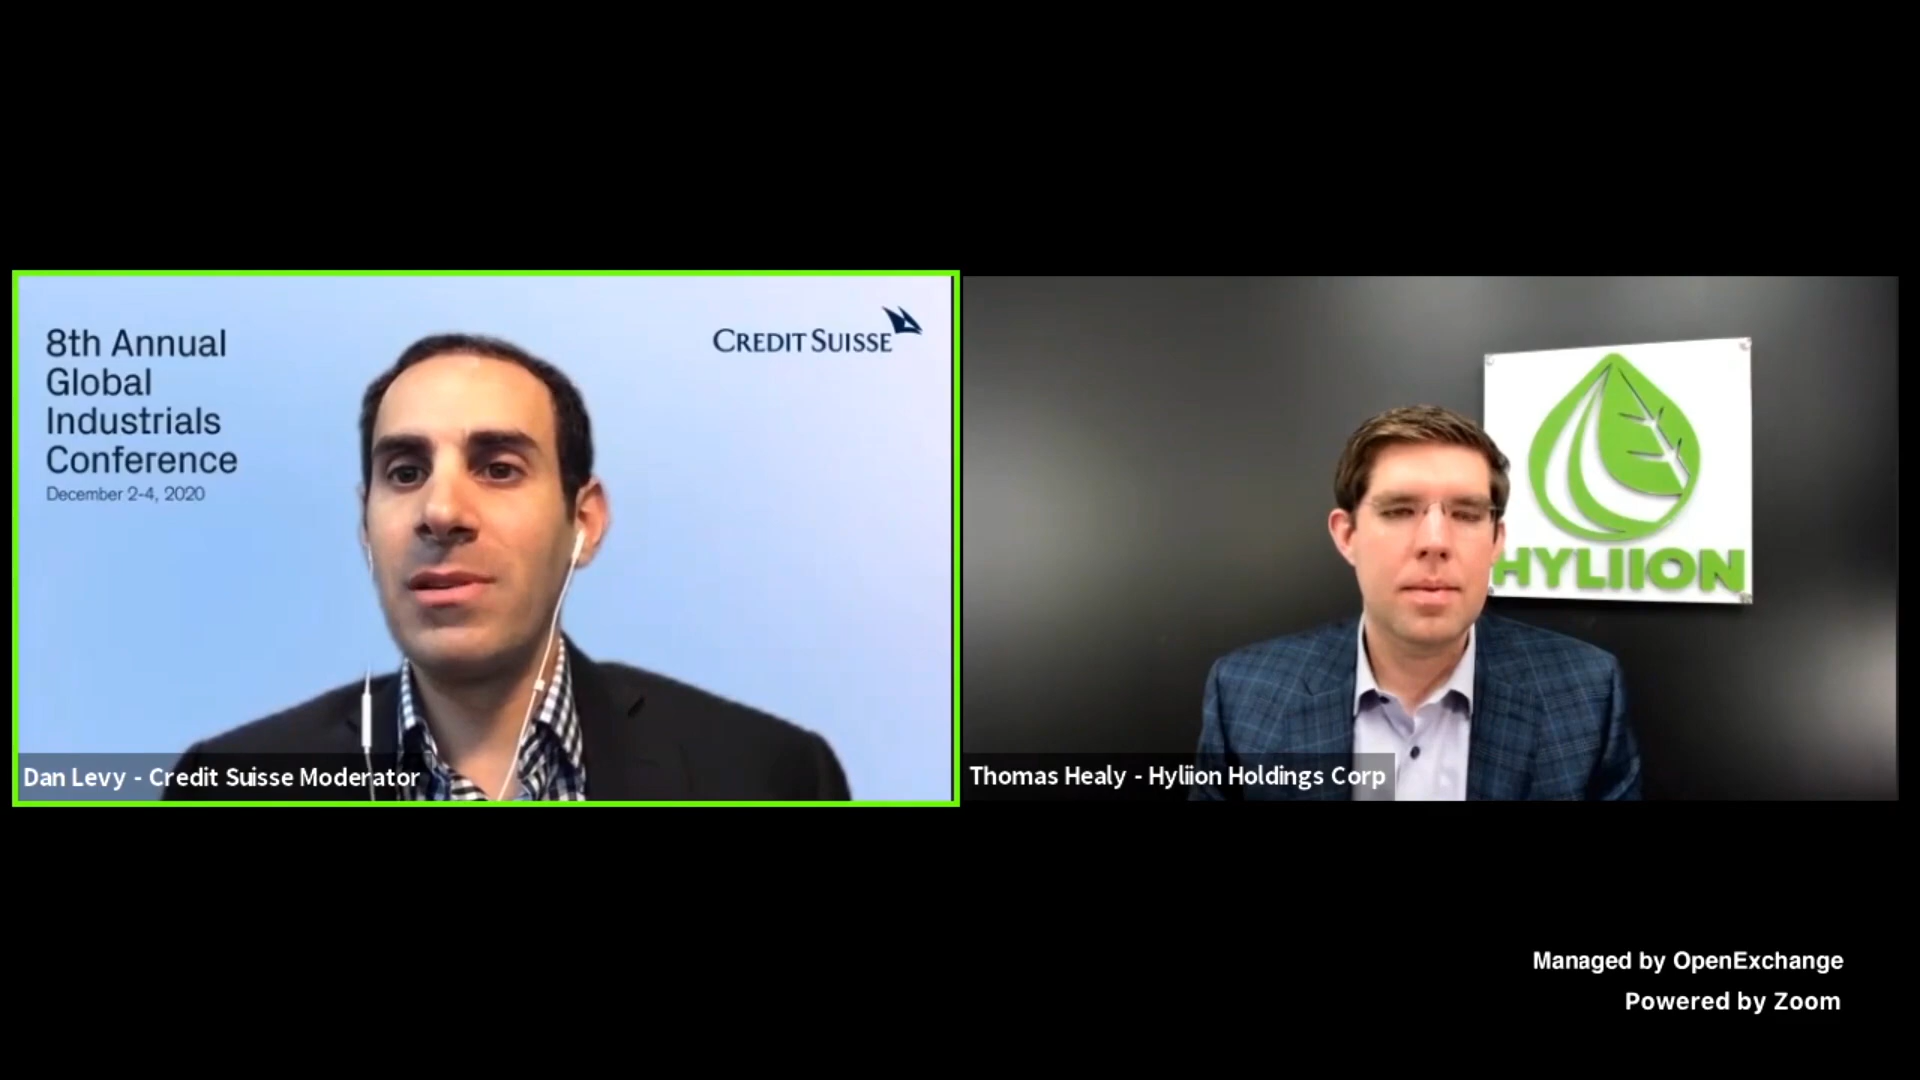 8th Annual
Global
Industrials
Conference
December 2-4, 2020
CREDIT SUISSE
HYLIION
Dan Levy - Credit Suisse Moderator
Thomas Healy - Hyliion Holdings Corp
Managed by OpenExchange
Powered by Zoom